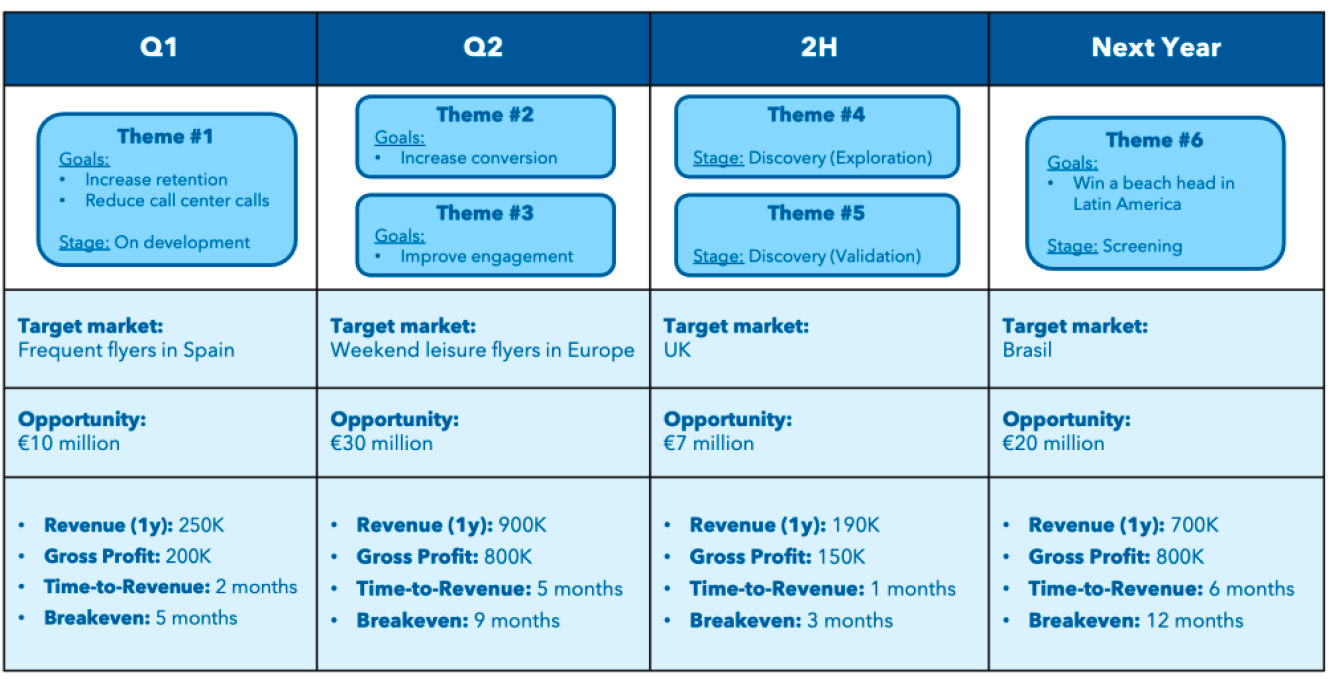 Q1
Q2
2H
Next Year
Theme #1
Goals:
• Increase retention
• Reduce call center calls
Stage: On development
Theme #2
Goals:
• Increase conversion
Theme #3
Goals:
• Improve engagement
Theme #4
Stage: Discovery (Exploration)
Theme #5
Stage: Discovery (Validation)
Theme #6
Goals:
• Win a beach head in
Latin America
Stage: Screening
Target market:
Frequent flyers in Spain
Target market:
Weekend leisure flyers in Europe
Target market:
UK
Target market:
Brasil
Opportunity:
€10 million
Opportunity:
€30 million
Opportunity:
€7 million
Opportunity:
€20 million
• Revenue (1y): 250K
• Gross Profit: 200K
• Time-to-Revenue: 2 months
• Breakeven: 5 months
• Revenue (1y): 900K
• Gross Profit: 800K
• Time-to-Revenue: 5 months
• Breakeven: 9 months
• Revenue (1y): 190K
• Gross Profit: 150K
• Time-to-Revenue: 1 months
• Breakeven: 3 months
• Revenue (1y): 700K
• Gross Profit: 800K
• Time-to-Revenue: 6 months
• Breakeven: 12 months